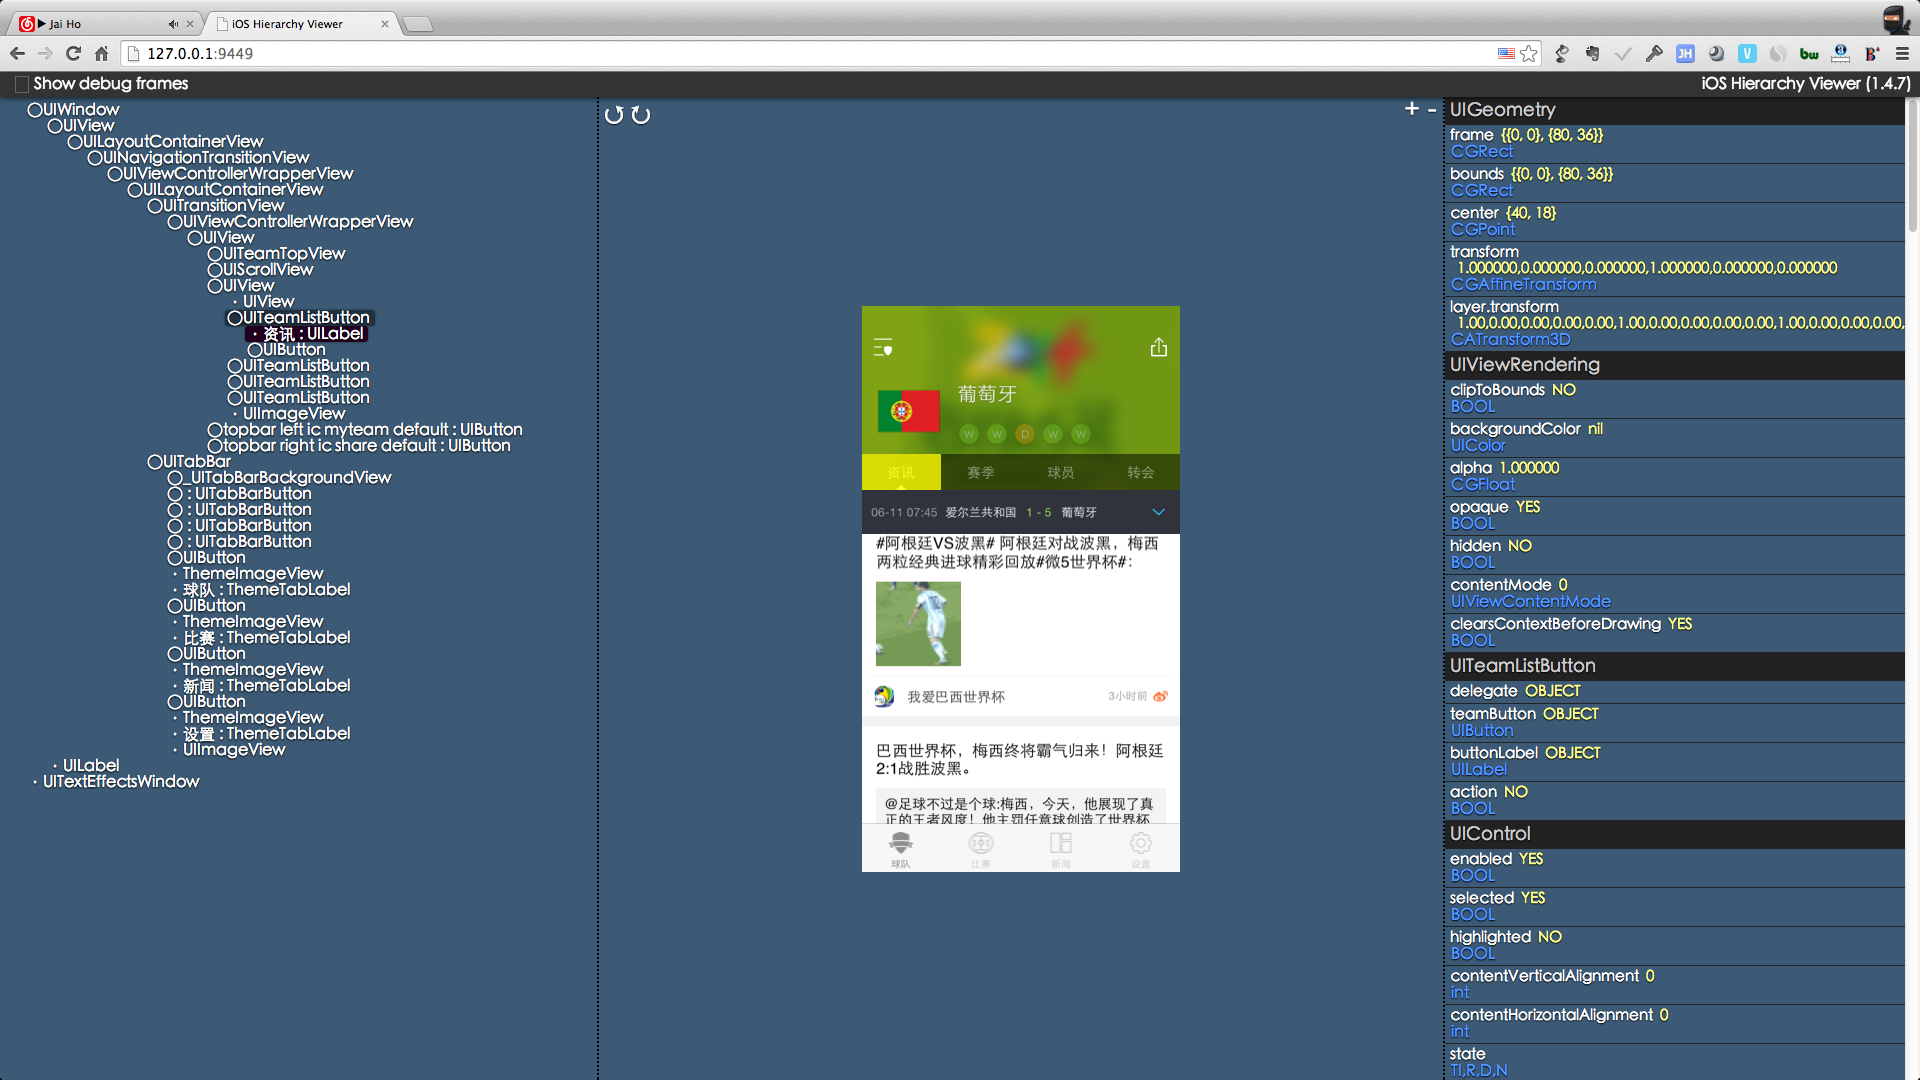 Jai Ho
iOS Hierarchy Viewer
127.0.0.1:9449
Show debug frames
iOS Hierarchy Viewer (1.4.7)
UIWindow
UIView
UILayoutContainerView
UINavigationTransitionView
UIViewControllerWrapperView
UILayoutContainerView
UITransitionView
UIViewControllerWrapperView
UIView
UITeamTopView
UIScrollView
UIView
UIView
UITeamListButton
资讯 : UILabel
UIButton
UITeamListButton
UITeamListButton
UITeamListButton
UIImageView
topbar left ic myteam default : UIButton
topbar right ic share default : UIButton
UITabBar
_UITabBarBackgroundView
: UITabBarButton
: UITabBarButton
: UITabBarButton
: UITabBarButton
UIButton
ThemeImageView
球队 : ThemeTabLabel
UIButton
ThemeImageView
比赛 : ThemeTabLabel
UIButton
ThemeImageView
新闻 : ThemeTabLabel
UIButton
ThemeImageView
设置 : ThemeTabLabel
UIImageView
UILabel
UITextEffectsWindow
+ -
葡萄牙
W W D W W
资讯 赛季 球员 转会
06-11 07:45 爱尔兰共和国 1 - 5 葡萄牙
#阿根廷VS波黑# 阿根廷对战波黑，梅西
两粒经典进球精彩回放#微5世界杯#：
我爱巴西世界杯 3小时前
巴西世界杯，梅西终将霸气归来！阿根廷
2:1战胜波黑。
@足球不过是个球:梅西，今天，他展现了真
正的王者风度！他主罚任意球创造了世界杯
球队 比赛 新闻 设置
UIGeometry
frame {{0, 0}, {80, 36}}
CGRect
bounds {{0, 0}, {80, 36}}
CGRect
center {40, 18}
CGPoint
transform
1.000000,0.000000,0.000000,1.000000,0.000000,0.000000
CGAffineTransform
layer.transform
1.00,0.00,0.00,0.00,0.00,1.00,0.00,0.00,0.00,0.00,1.00,0.00,0.00,0.00,
CATransform3D
UIViewRendering
clipToBounds NO
BOOL
backgroundColor nil
UIColor
alpha 1.000000
CGFloat
opaque YES
BOOL
hidden NO
BOOL
contentMode 0
UIViewContentMode
clearsContextBeforeDrawing YES
BOOL
UITeamListButton
delegate OBJECT
teamButton OBJECT
UIButton
buttonLabel OBJECT
UILabel
action NO
BOOL
UIControl
enabled YES
BOOL
selected YES
BOOL
highlighted NO
BOOL
contentVerticalAlignment 0
int
contentHorizontalAlignment 0
int
state
TI,R,D,N